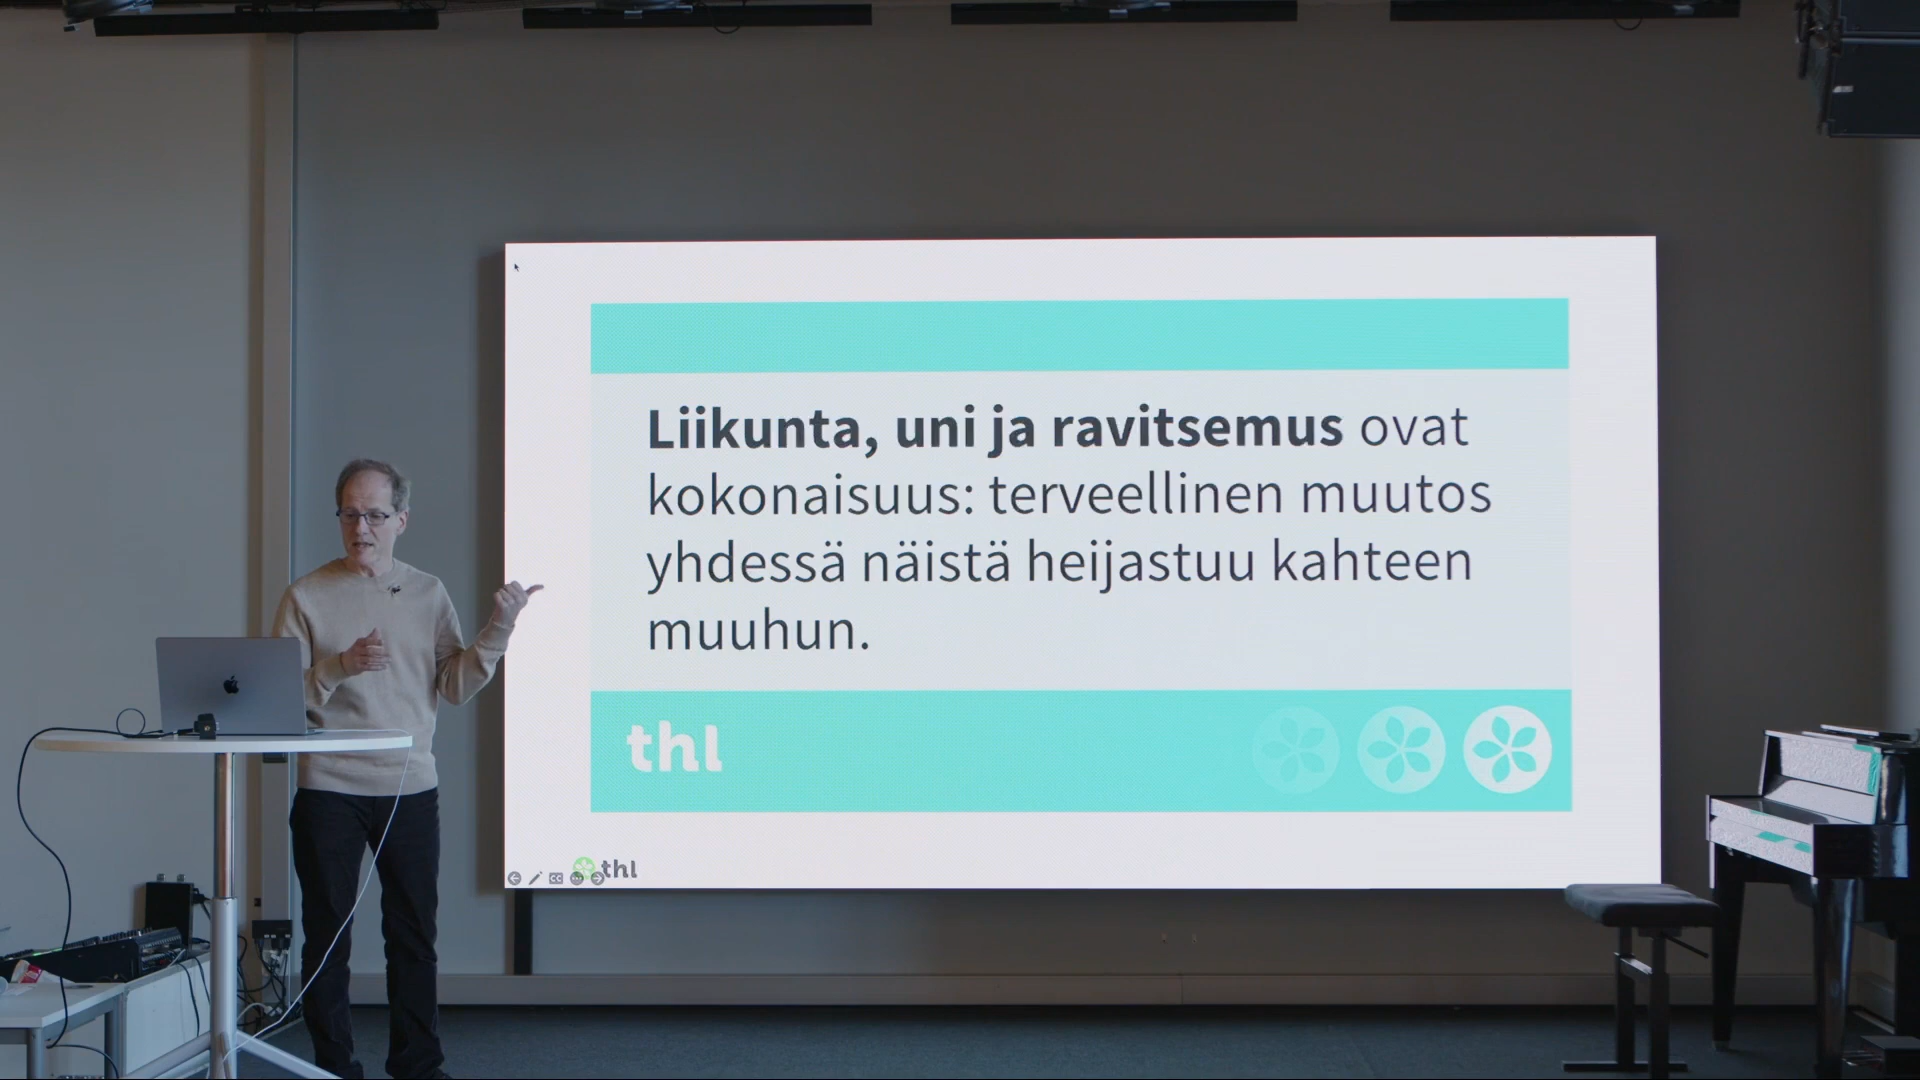 Liikunta, uni ja ravitsemus ovat
kokonaisuus: terveellinen muutos
yhdessä näistä heijastuu kahteen
muuhun.
thl
thl